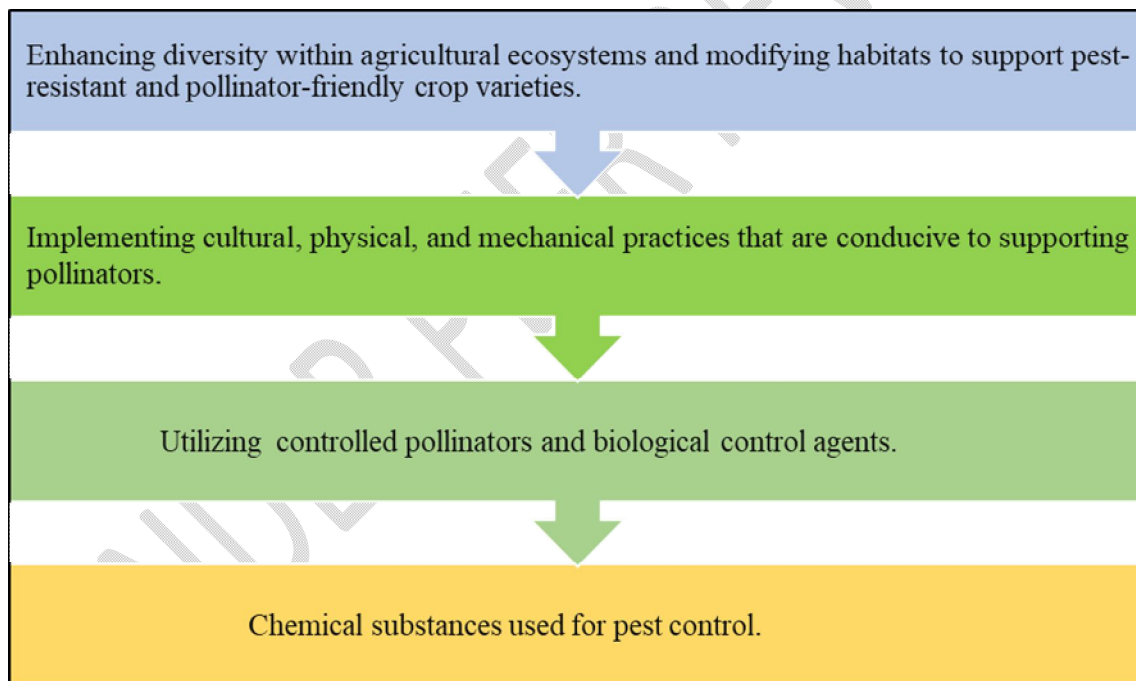 Enhancing diversity within agricultural ecosystems and modifying habitats to support pest-
resistant and pollinator-friendly crop varieties.
Implementing cultural, physical, and mechanical practices that are conducive to supporting
pollinators.
Utilizing controlled pollinators and biological control agents.
Chemical substances used for pest control.